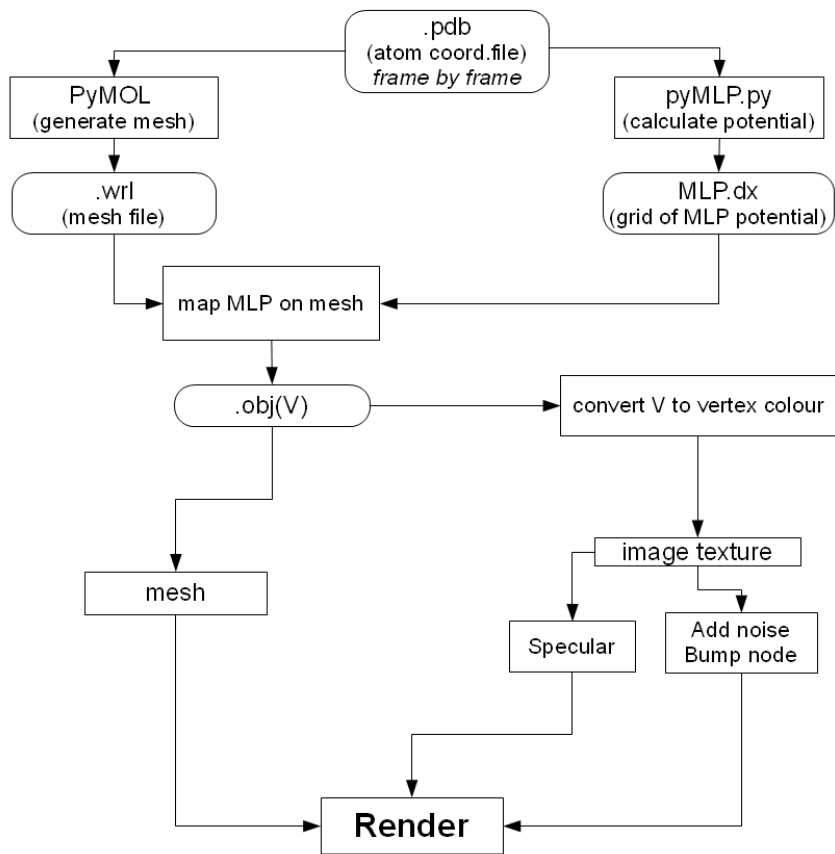 .pdb
(atom coord.file)
frame by frame
PyMOL
(generate mesh)
pyMLP.py
(calculate potential)
.wrl
(mesh file)
MLP.dx
(grid of MLP potential)
map MLP on mesh
.obj(V)
convert V to vertex colour
image texture
mesh
Specular
Add noise
Bump node
Render